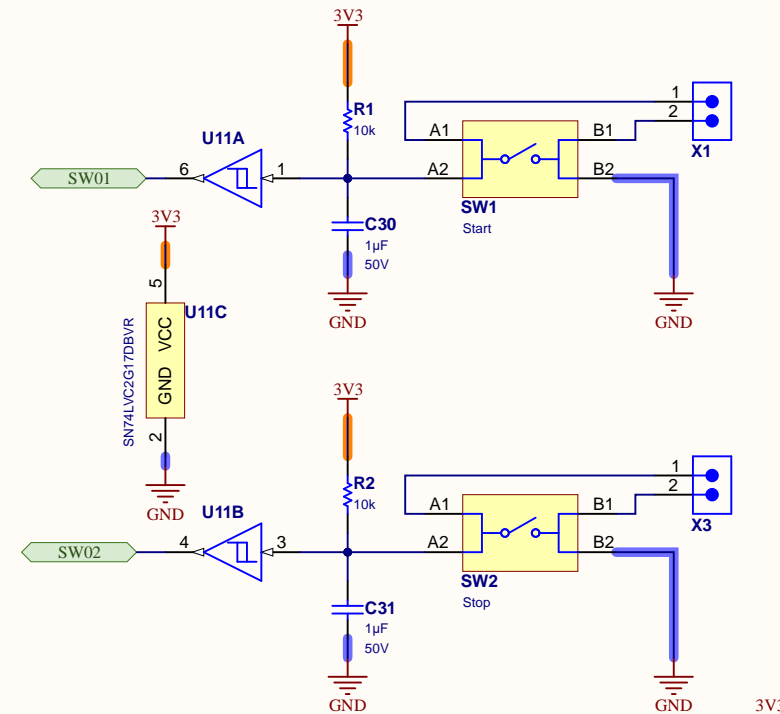 3V3
R1
10k
U11A
6
1
SW01
A1
A2
B1
B2
1
2
X1
SW1
Start
C30
1µF
50V
GND
GND
3V3
5
U11C
VCC
GND
SN74LVC2G17DBVR
2
GND
3V3
R2
10k
U11B
4
3
SW02
A1
A2
B1
B2
1
2
X3
SW2
Stop
C31
1µF
50V
GND
GND
3V3